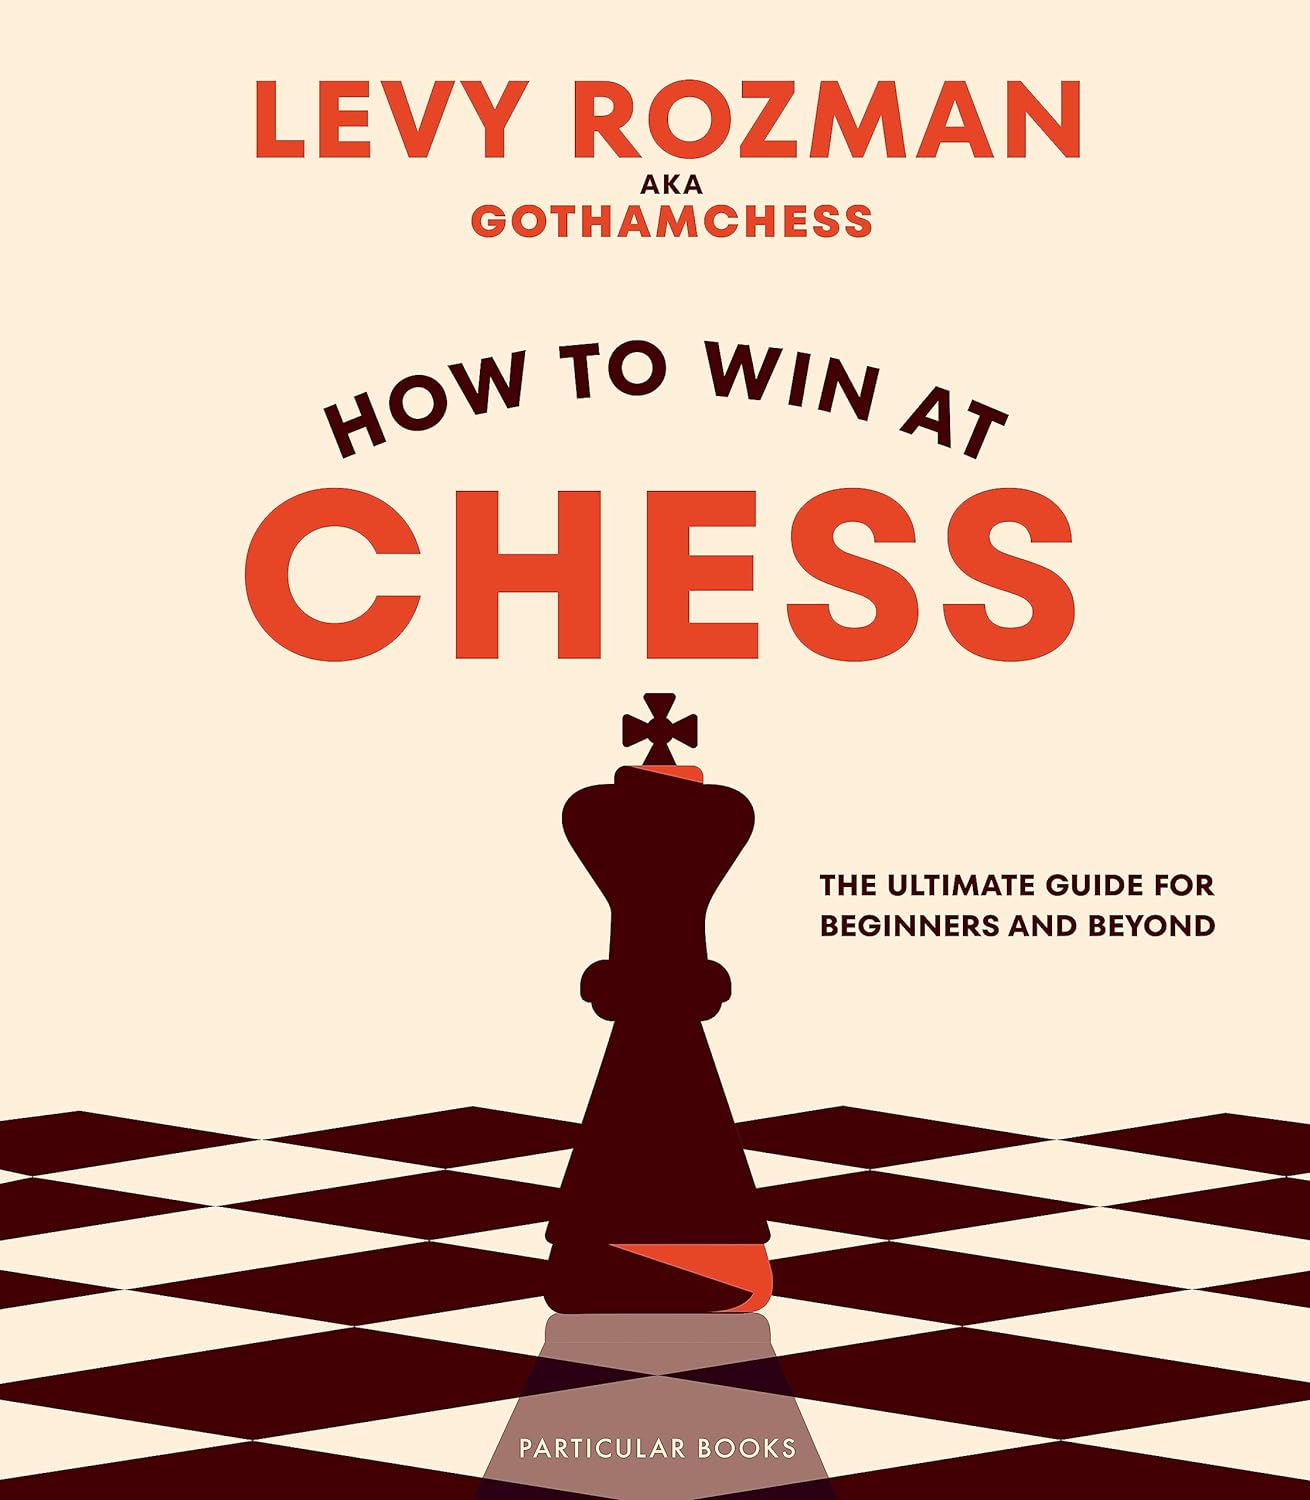 LEVY ROZMAN
AKA
GOTHAMCHESS
HOW TO WIN AT
CHESS
THE ULTIMATE GUIDE FOR
BEGINNERS AND BEYOND
PARTICULAR BOOKS